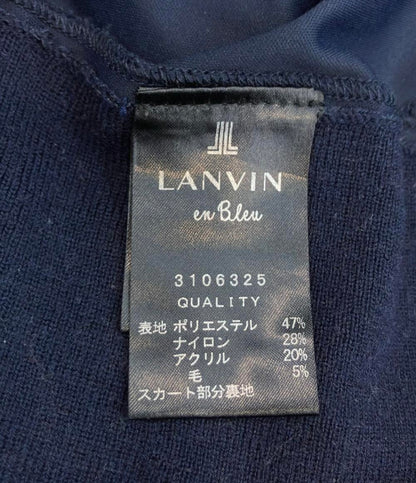 LANVIN
en Bleu
3106325
QUALITY
表地 ポリエステル 47%
ナイロン 28%
アクリル 20%
毛 5%
スカート部分裏地